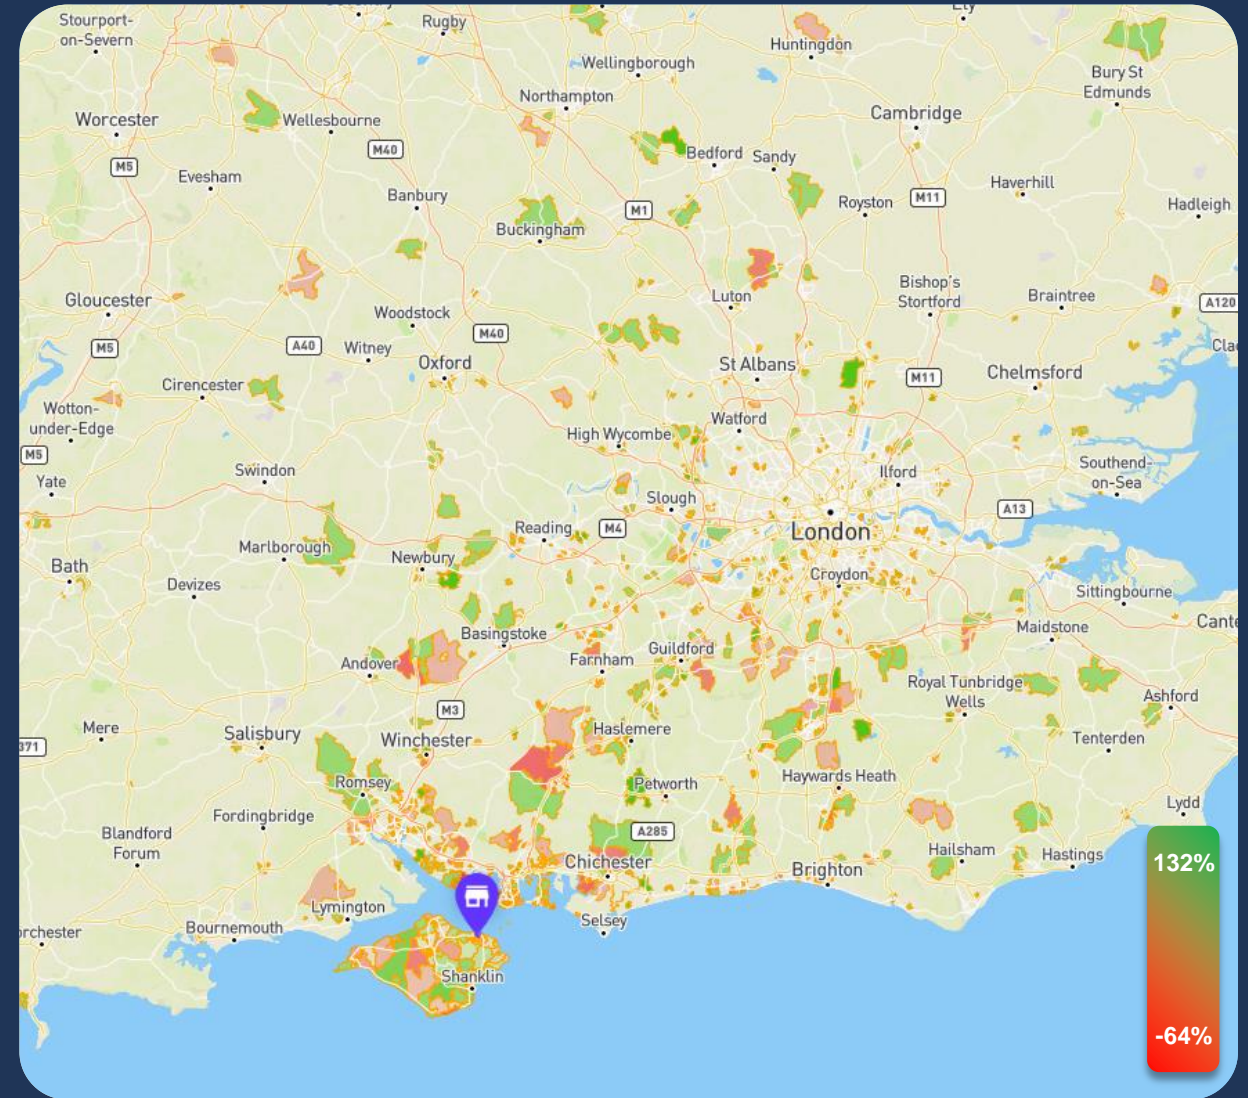 Stourport-
on-Severn
Rugby
Ely
Huntingdon
Wellingborough
Bury St
Edmunds
Northampton
Worcester
Wellesbourne
Cambridge
M40
M5
Bedford
Sandy
Evesham
Banbury
Haverhill
M11
M1
Royston
Hadleigh
Buckingham
Bishop's
Stortford
Gloucester
Luton
Braintree
A120
Woodstock
M40
M5
A40
Witney
Oxford
St Albans
Clac
Cirencester
M11
Chelmsford
Wotton-
under-Edge
Watford
High Wycombe
M5
Yate
Swindon
Ilford
Southend-
on-Sea
Slough
A13
Reading
M4
London
Marlborough
Newbury
Bath
Devizes
Croydon
Sittingbourne
Cante
Maidstone
Basingstoke
Guildford
Andover
Farnham
Royal Tunbridge
Wells
Ashford
M3
Mere
Salisbury
Winchester
Haslemere
Tenterden
371
Romsey
Petworth
Haywards Heath
Lydd
Fordingbridge
Blandford
Forum
A285
Chichester
Brighton
Hailsham
Hastings
132%
Lymington
Selsey
Bournemouth
orchester
Shanklin
-64%